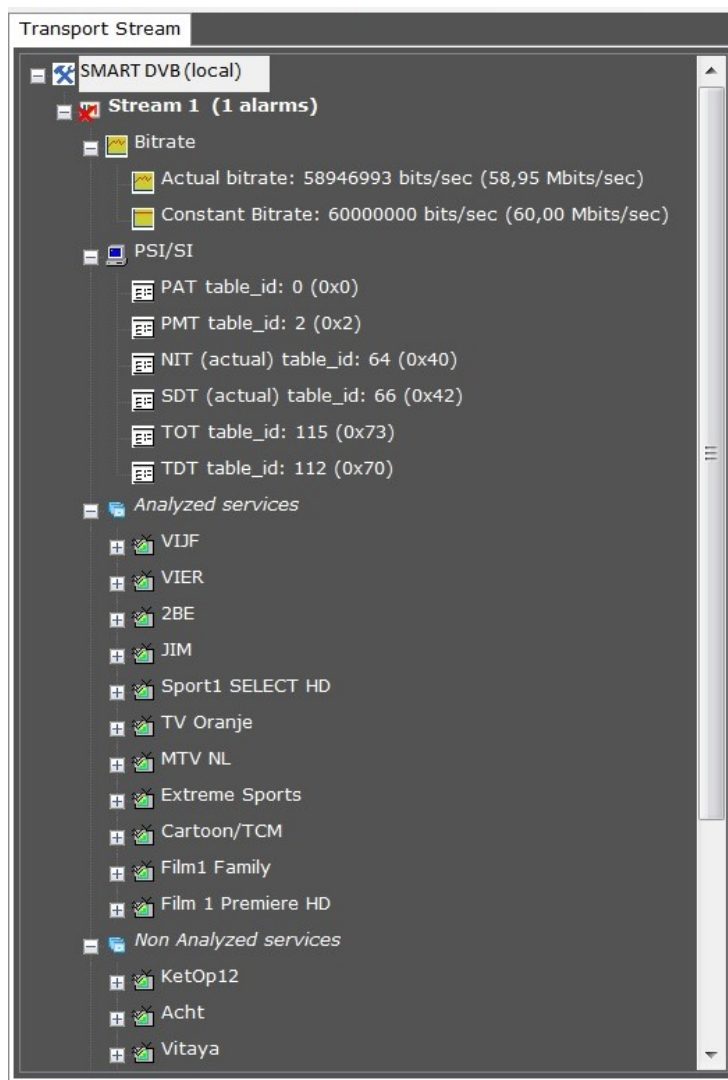 Transport Stream
SMART DVB (local)
Stream 1 (1 alarms)
Bitrate
Actual bitrate: 58946993 bits/sec (58,95 Mbits/sec)
Constant Bitrate: 60000000 bits/sec (60,00 Mbits/sec)
PSI/SI
PAT table_id: 0 (0x0)
PMT table_id: 2 (0x2)
NIT (actual) table_id: 64 (0x40)
SDT (actual) table_id: 66 (0x42)
TOT table_id: 115 (0x73)
TDT table_id: 112 (0x70)
Analyzed services
VIJF
VIER
2BE
JIM
Sport1 SELECT HD
TV Oranje
MTV NL
Extreme Sports
Cartoon/TCM
Film1 Family
Film 1 Premiere HD
Non Analyzed services
KetOp12
Acht
Vitaya